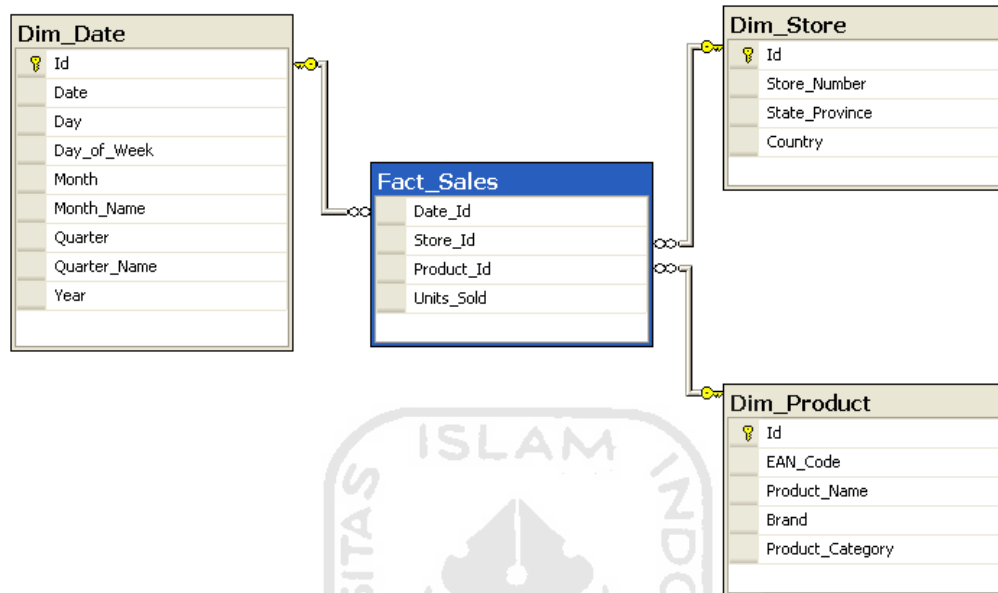 Dim_Date
Id
Date
Day
Day_of_Week
Month
Month_Name
Quarter
Quarter_Name
Year
Fact_Sales
Date_Id
Store_Id
Product_Id
Units_Sold
Dim_Store
Id
Store_Number
State_Province
Country
Dim_Product
Id
EAN_Code
Product_Name
Brand
Product_Category
ISLAM